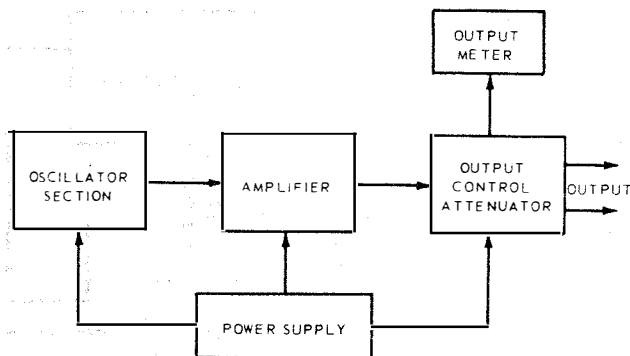 OUTPUT
METER
OSCILLATOR
SECTION
AMPLIFIER
OUTPUT
CONTROL
ATTENUATOR
OUTPUT
POWER SUPPLY